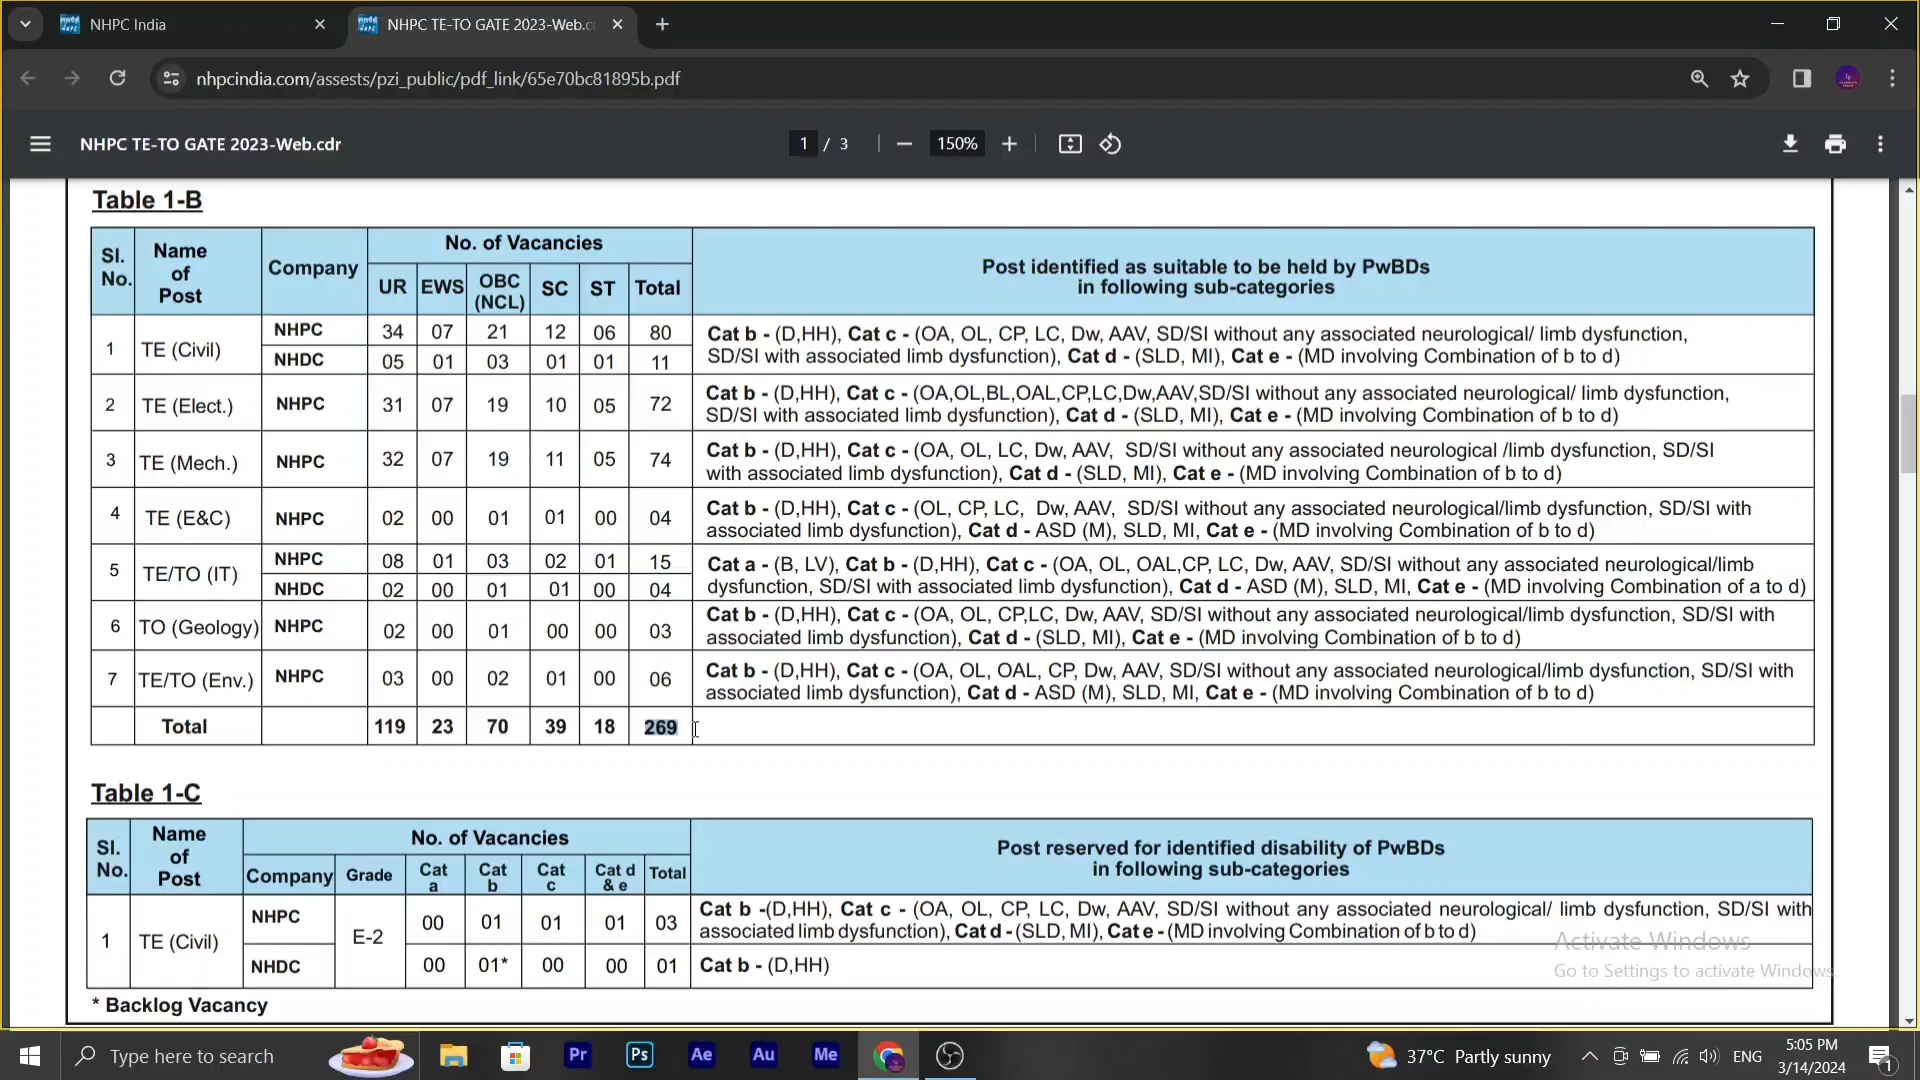 NHPC India
NHPC TE-TO GATE 2023-Web.c
nhpcindia.com/assests/pzi_public/pdf_link/65e70bc81895b.pdf
NHPC TE-TO GATE 2023-Web.cdr
1 / 3
150%
Table 1-B
Sl. No. Name of Post Company No. of Vacancies Post identified as suitable to be held by PwBDs
in following sub-categories
UR EWS OBC (NCL) SC ST Total
1 TE (Civil) NHPC 34 07 21 12 06 80 Cat b - (D,HH), Cat c - (OA, OL, CP, LC, Dw, AAV, SD/SI without any associated neurological/ limb dysfunction,
NHDC 05 01 03 01 01 11 SD/SI with associated limb dysfunction), Cat d - (SLD, MI), Cat e - (MD involving Combination of b to d)
2 TE (Elect.) NHPC 31 07 19 10 05 72 Cat b - (D,HH), Cat c - (OA,OL,BL,OAL,CP,LC,Dw,AAV,SD/SI without any associated neurological/ limb dysfunction,
SD/SI with associated limb dysfunction), Cat d - (SLD, MI), Cat e - (MD involving Combination of b to d)
3 TE (Mech.) NHPC 32 07 19 11 05 74 Cat b - (D,HH), Cat c - (OA, OL, LC, Dw, AAV, SD/SI without any associated neurological /limb dysfunction, SD/SI
with associated limb dysfunction), Cat d - (SLD, MI), Cat e - (MD involving Combination of b to d)
4 TE (E&C) NHPC 02 00 01 01 00 04 Cat b - (D,HH), Cat c - (OL, CP, LC, Dw, AAV, SD/SI without any associated neurological/limb dysfunction, SD/SI with
associated limb dysfunction), Cat d - ASD (M), SLD, MI, Cat e - (MD involving Combination of b to d)
5 TE/TO (IT) NHPC 08 01 03 02 01 15 Cat a - (B, LV), Cat b - (D,HH), Cat c - (OA, OL, OAL,CP, LC, Dw, AAV, SD/SI without any associated neurological/limb
NHDC 02 00 01 01 00 04 dysfunction, SD/SI with associated limb dysfunction), Cat d - ASD (M), SLD, MI, Cat e - (MD involving Combination of a to d)
6 TO (Geology) NHPC 02 00 01 00 00 03 Cat b - (D,HH), Cat c - (OA, OL, CP,LC, Dw, AAV, SD/SI without any associated neurological/limb dysfunction, SD/SI with
associated limb dysfunction), Cat d - (SLD, MI), Cat e - (MD involving Combination of b to d)
7 TE/TO (Env.) NHPC 03 00 02 01 00 06 Cat b - (D,HH), Cat c - (OA, OL, OAL, CP, Dw, AAV, SD/SI without any associated neurological/limb dysfunction, SD/SI with
associated limb dysfunction), Cat d - ASD (M), SLD, MI, Cat e - (MD involving Combination of b to d)
Total 119 23 70 39 18 269
Table 1-C
Sl. No. Name of Post No. of Vacancies Post reserved for identified disability of PwBDs
in following sub-categories
Company Grade Cat a Cat b Cat c Cat d & e Total
1 TE (Civil) NHPC E-2 00 01 01 01 03 Cat b -(D,HH), Cat c - (OA, OL, CP, LC, Dw, AAV, SD/SI without any associated neurological/ limb dysfunction, SD/SI with
associated limb dysfunction), Cat d - (SLD, MI), Cat e - (MD involving Combination of b to d)
NHDC 00 01* 00 00 01 Cat b - (D,HH)
* Backlog Vacancy
Activate Windows
Go to Settings to activate Windows.
Type here to search
Pr Ps Ae Au Me
37°C Partly sunny
ENG
5:05 PM
3/14/2024
1